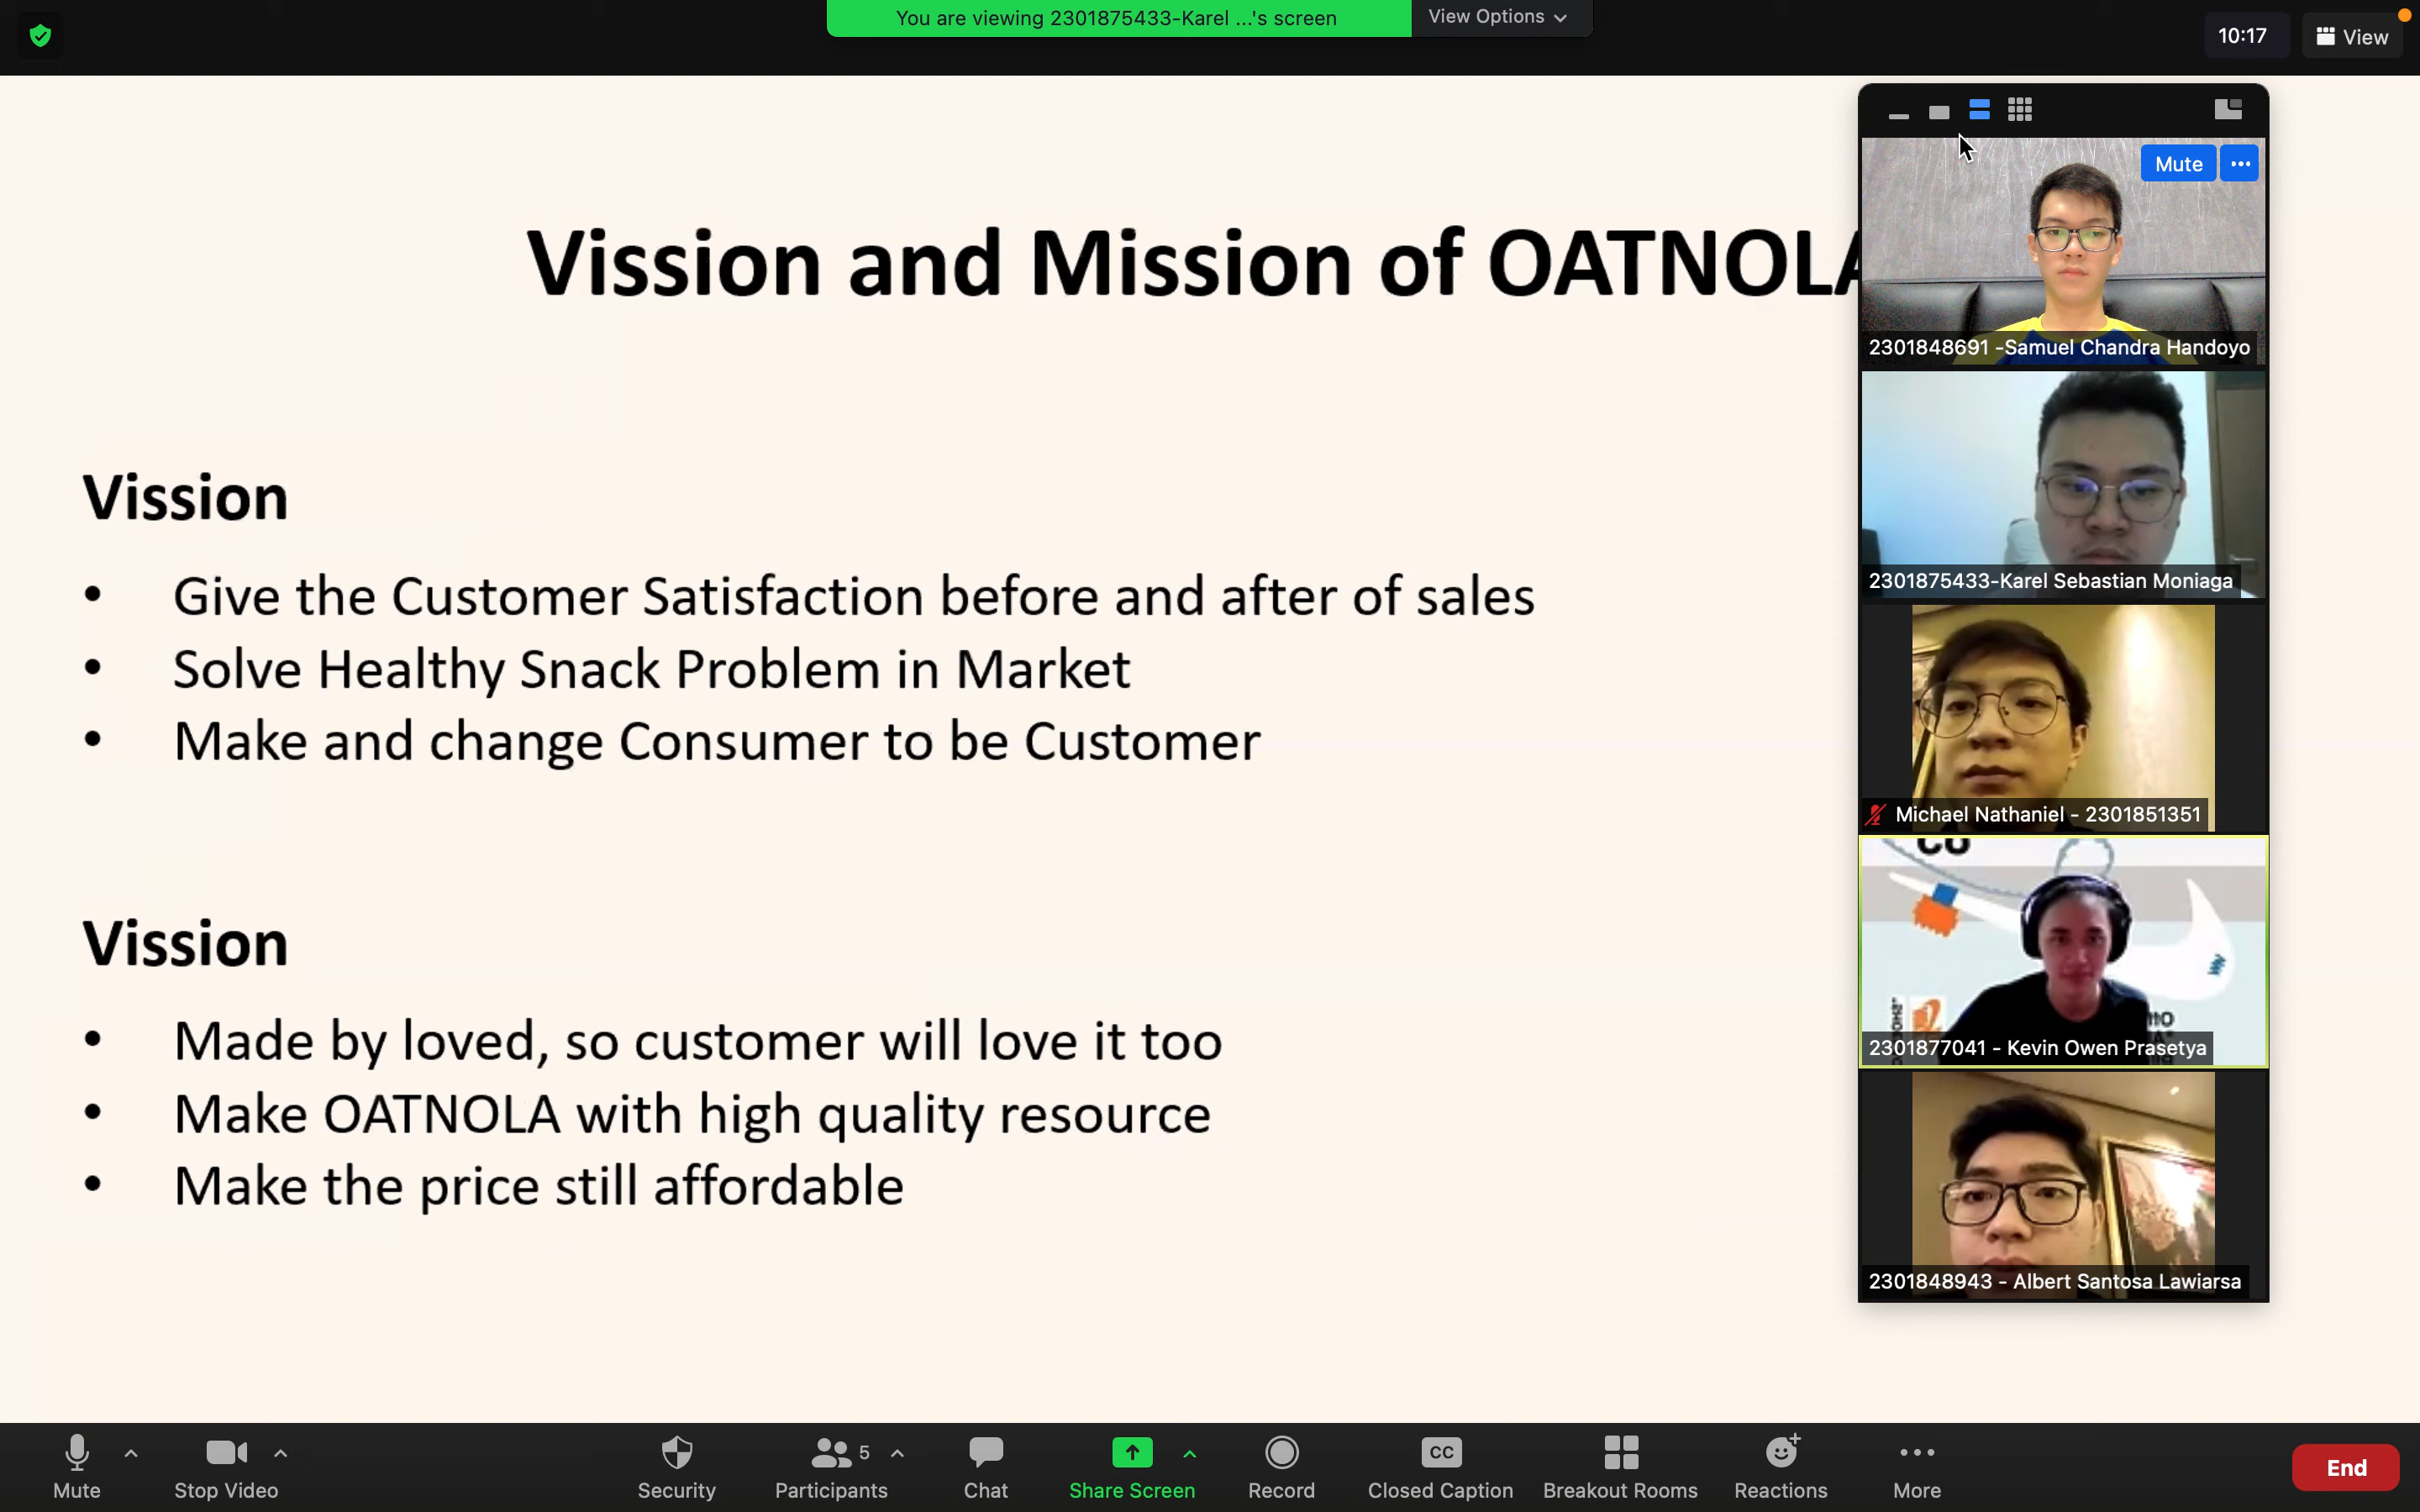 You are viewing 2301875433-Karel ...'s screen
View Options
10:17
View
Vission and Mission of OATNOLA
Vission
• Give the Customer Satisfaction before and after of sales
• Solve Healthy Snack Problem in Market
• Make and change Consumer to be Customer
Vission
• Made by loved, so customer will love it too
• Make OATNOLA with high quality resource
• Make the price still affordable
Mute
2301848691 -Samuel Chandra Handoyo
2301875433-Karel Sebastian Moniaga
Michael Nathaniel - 2301851351
2301877041 - Kevin Owen Prasetya
2301848943 - Albert Santosa Lawiarsa
Mute
Stop Video
Security
Participants
5
Chat
Share Screen
Record
CC
Closed Caption
Breakout Rooms
Reactions
More
End